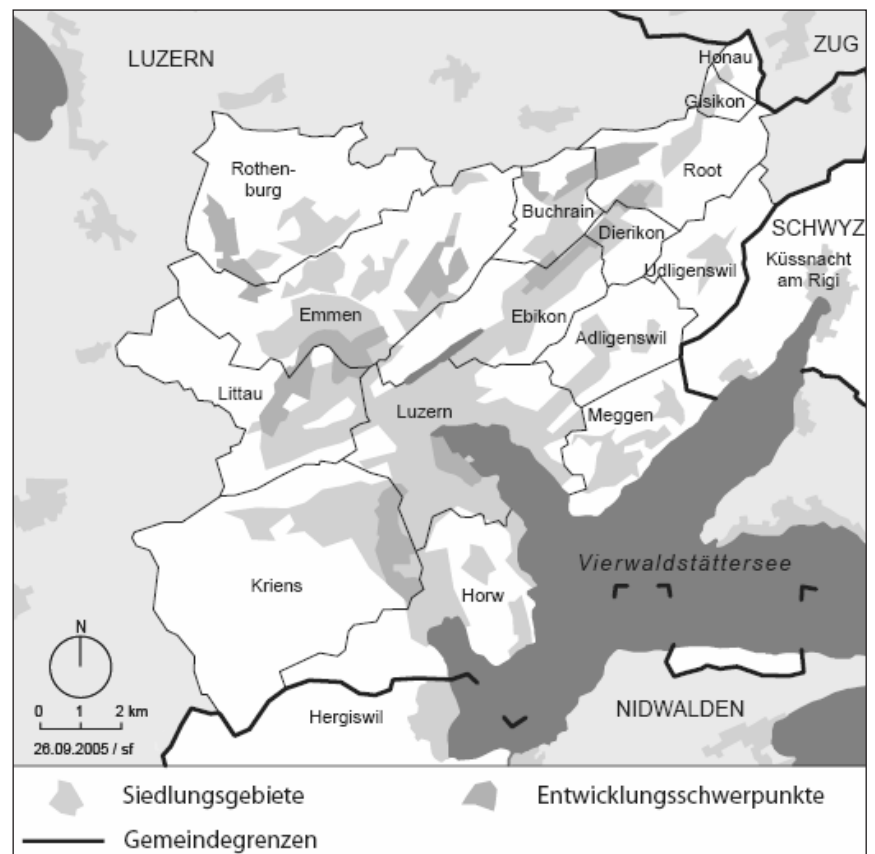 LUZERN
ZUG
Honau
Gisikon
Rothen-
burg
Root
Buchrain
SCHWYZ
Dierikon
Küssnacht
am Rigi
Udligenswil
Emmen
Ebikon
Adligenswil
Littau
Luzern
Meggen
Vierwaldstättersee
Kriens
Horw
N
0 1 2 km
26.09.2005 / sf
Hergiswil
NIDWALDEN
Siedlungsgebiete
Entwicklungsschwerpunkte
Gemeindegrenzen